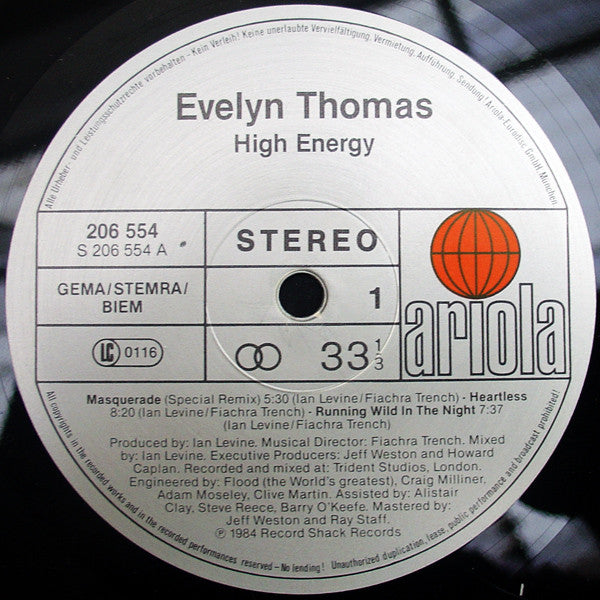 Alle Urheber- und Leistungsschutzrechte vorbehalten - Kein Verleih! Keine unerlaubte Vervielfältigung, Vermietung, Aufführung, Sendung! Ariola-Eurodisc GmbH München
Evelyn Thomas
High Energy
206 554
S 206 554 A
STEREO
GEMA/STEMRA/
BIEM
1
LC 0116
33 1/3
ariola
Masquerade (Special Remix) 5:30 (Ian Levine/Fiachra Trench) - Heartless
8:20 (Ian Levine/Fiachra Trench) - Running Wild In The Night 7:37
(Ian Levine/Fiachra Trench)
Produced by: Ian Levine. Musical Director: Fiachra Trench. Mixed
by: Ian Levine. Executive Producers: Jeff Weston and Howard
Caplan. Recorded and mixed at: Trident Studios, London.
Engineered by: Flood (the World's greatest), Craig Milliner,
Adam Moseley, Clive Martin. Assisted by: Alistair
Clay, Steve Reece, Barry O'Keefe. Mastered by:
Jeff Weston and Ray Staff.
℗ 1984 Record Shack Records
All copyrights in the recorded works and in the recorded performances reserved - No lending! Unauthorized duplication, lease, public performance and broadcast prohibited!